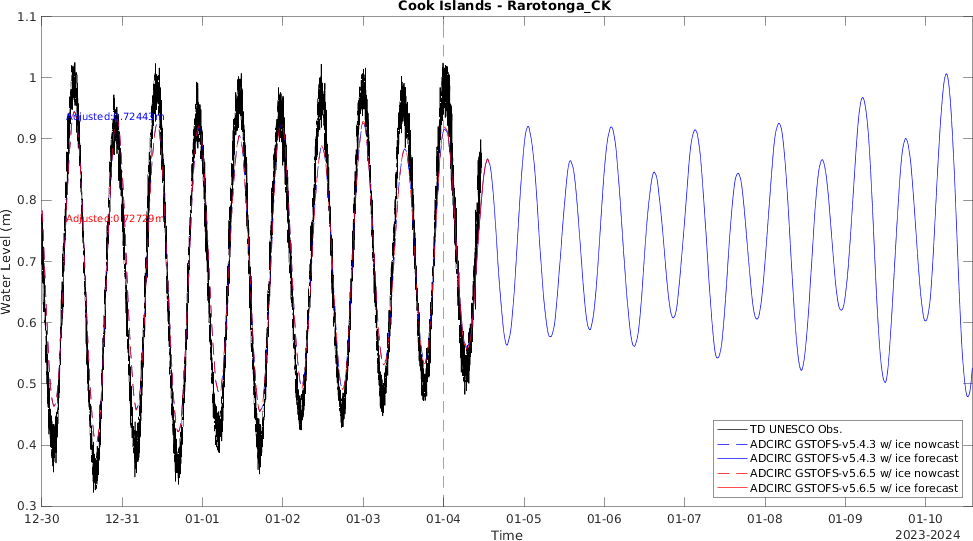 Cook Islands - Rarotonga_CK
Water Level (m)
1.1
1
0.9
0.8
0.7
0.6
0.5
0.4
0.3
Adjusted:0.72443m
Adjusted:0.72729m
TD UNESCO Obs.
ADCIRC GSTOFS-v5.4.3 w/ ice nowcast
ADCIRC GSTOFS-v5.4.3 w/ ice forecast
ADCIRC GSTOFS-v5.6.5 w/ ice nowcast
ADCIRC GSTOFS-v5.6.5 w/ ice forecast
12-30 12-31 01-01 01-02 01-03 01-04 01-05 01-06 01-07 01-08 01-09 01-10
Time
2023-2024